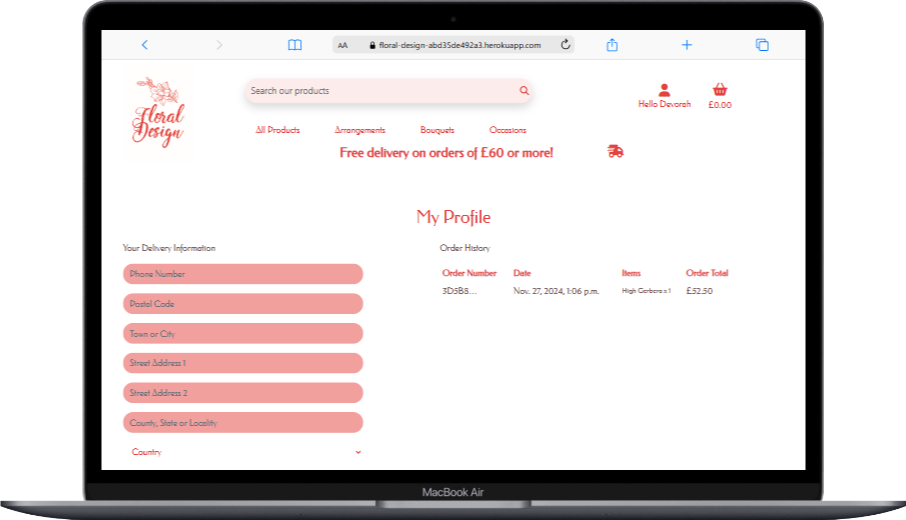 AA floral-design-abd35de492a3.herokuapp.com
Floral
Design
Search our products
Hello Devorah
£0.00
All Products Arrangements Bouquets Occasions
Free delivery on orders of £60 or more!
My Profile
Your Delivery Information
Phone Number
Postal Code
Town or City
Street Address 1
Street Address 2
County, State or Locality
Country
Order History
Order Number Date Items Order Total
3D5B8... Nov. 27, 2024, 1:06 p.m. High Gerbera x 1 £52.50
MacBook Air